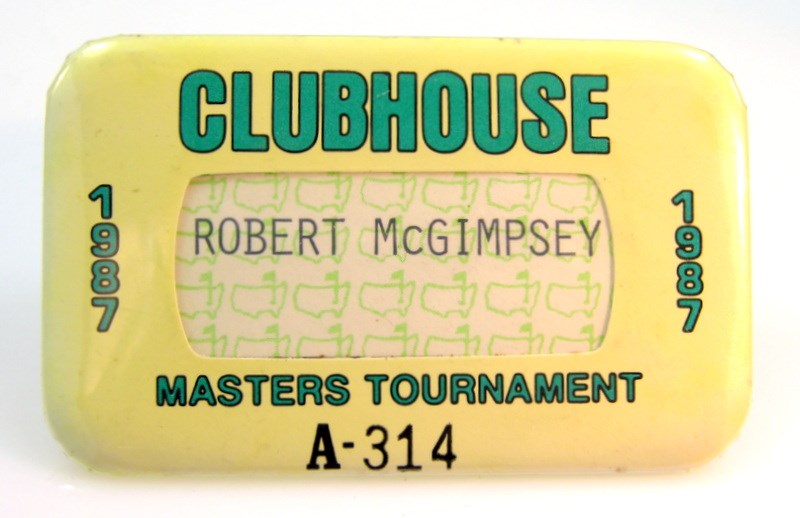 CLUBHOUSE
1987
ROBERT McGIMPSEY
1987
MASTERS TOURNAMENT
A-314